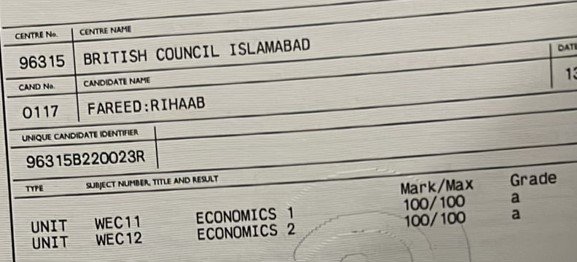 CENTRE No. CENTRE NAME
96315 BRITISH COUNCIL ISLAMABAD
CAND No. CANDIDATE NAME
0117 FAREED:RIHAAB
UNIQUE CANDIDATE IDENTIFIER
96315B220023R
TYPE SUBJECT NUMBER, TITLE AND RESULT
Mark/Max Grade
UNIT WEC11 ECONOMICS 1 100/100 a
UNIT WEC12 ECONOMICS 2 100/100 a